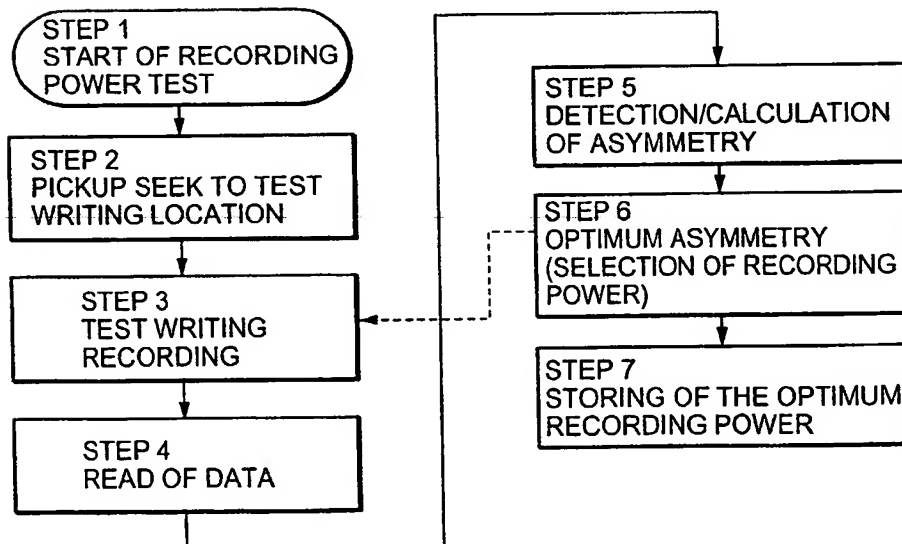 STEP 1
START OF RECORDING
POWER TEST
STEP 2
PICKUP SEEK TO TEST
WRITING LOCATION
STEP 3
TEST WRITING
RECORDING
STEP 4
READ OF DATA
STEP 5
DETECTION/CALCULATION
OF ASYMMETRY
STEP 6
OPTIMUM ASYMMETRY
(SELECTION OF RECORDING
POWER)
STEP 7
STORING OF THE OPTIMUM
RECORDING POWER